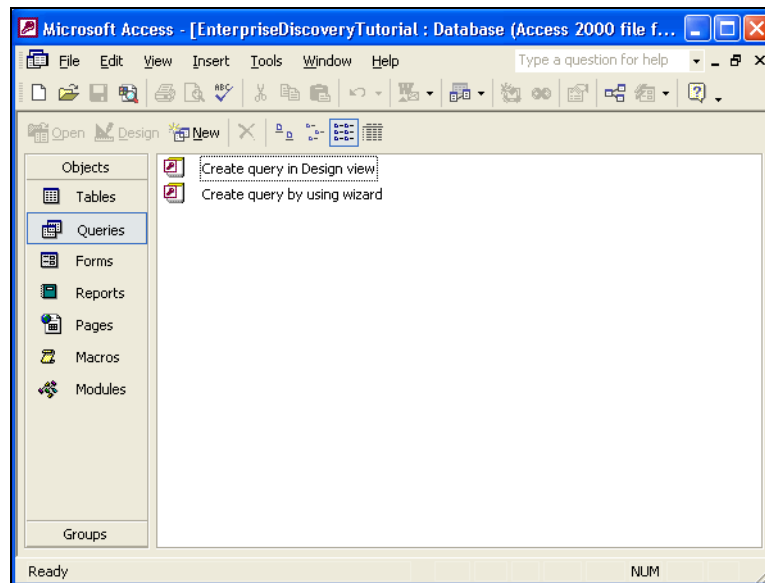 Microsoft Access - [EnterpriseDiscoveryTutorial : Database (Access 2000 file f...
File Edit View Insert Tools Window Help Type a question for help
ABC
Open Design New
Objects
Create query in Design view
Tables
Create query by using wizard
Queries
Forms
Reports
Pages
Macros
Modules
Groups
Ready NUM